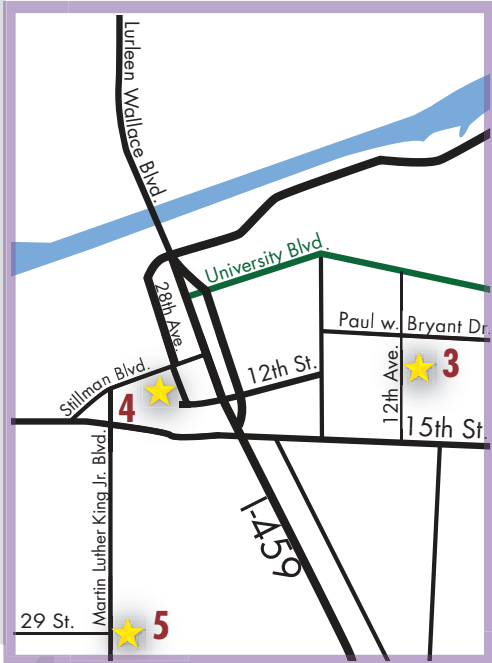 Lurleen Wallace Blvd.
University Blvd.
28th Ave.
Paul w. Bryant Dr.
12th Ave.
3
Stillman Blvd.
12th St.
4
15th St.
Martin Luther King Jr. Blvd.
I-459
29 St.
5